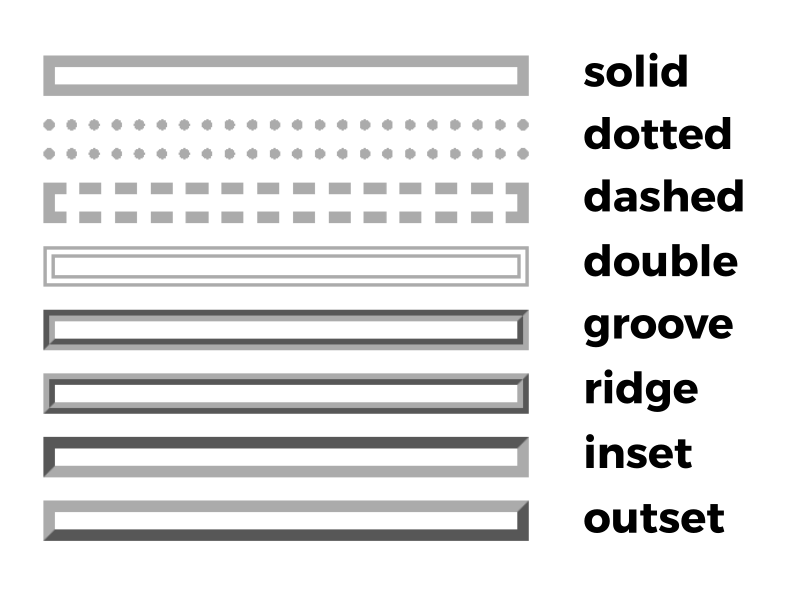 solid
dotted
dashed
double
groove
ridge
inset
outset